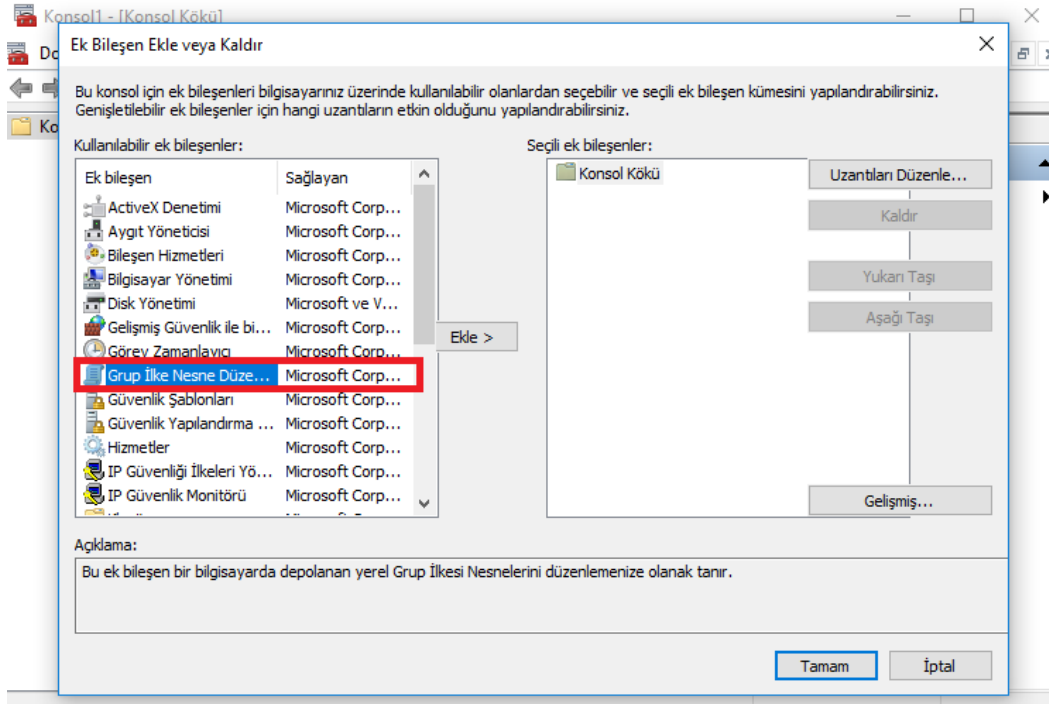 Konsol1 - [Konsol Kökü]
Ek Bileşen Ekle veya Kaldır
Bu konsol için ek bileşenleri bilgisayarınız üzerinde kullanılabilir olanlardan seçebilir ve seçili ek bileşen kümesini yapılandırabilirsiniz.
Genişletilebilir ek bileşenler için hangi uzantıların etkin olduğunu yapılandırabilirsiniz.
Kullanılabilir ek bileşenler:
Ek bileşen Sağlayan
ActiveX Denetimi Microsoft Corp...
Aygıt Yöneticisi Microsoft Corp...
Bileşen Hizmetleri Microsoft Corp...
Bilgisayar Yönetimi Microsoft Corp...
Disk Yönetimi Microsoft ve V...
Gelişmiş Güvenlik ile bi... Microsoft Corp...
Görev Zamanlayıcı Microsoft Corp...
Grup İlke Nesne Düze... Microsoft Corp...
Güvenlik Şablonları Microsoft Corp...
Güvenlik Yapılandırma ... Microsoft Corp...
Hizmetler Microsoft Corp...
IP Güvenliği İlkeleri Yö... Microsoft Corp...
IP Güvenlik Monitörü Microsoft Corp...
Ekle >
Seçili ek bileşenler:
Konsol Kökü
Uzantıları Düzenle...
Kaldır
Yukarı Taşı
Aşağı Taşı
Gelişmiş...
Açıklama:
Bu ek bileşen bir bilgisayarda depolanan yerel Grup İlkesi Nesnelerini düzenlemenize olanak tanır.
Tamam
İptal